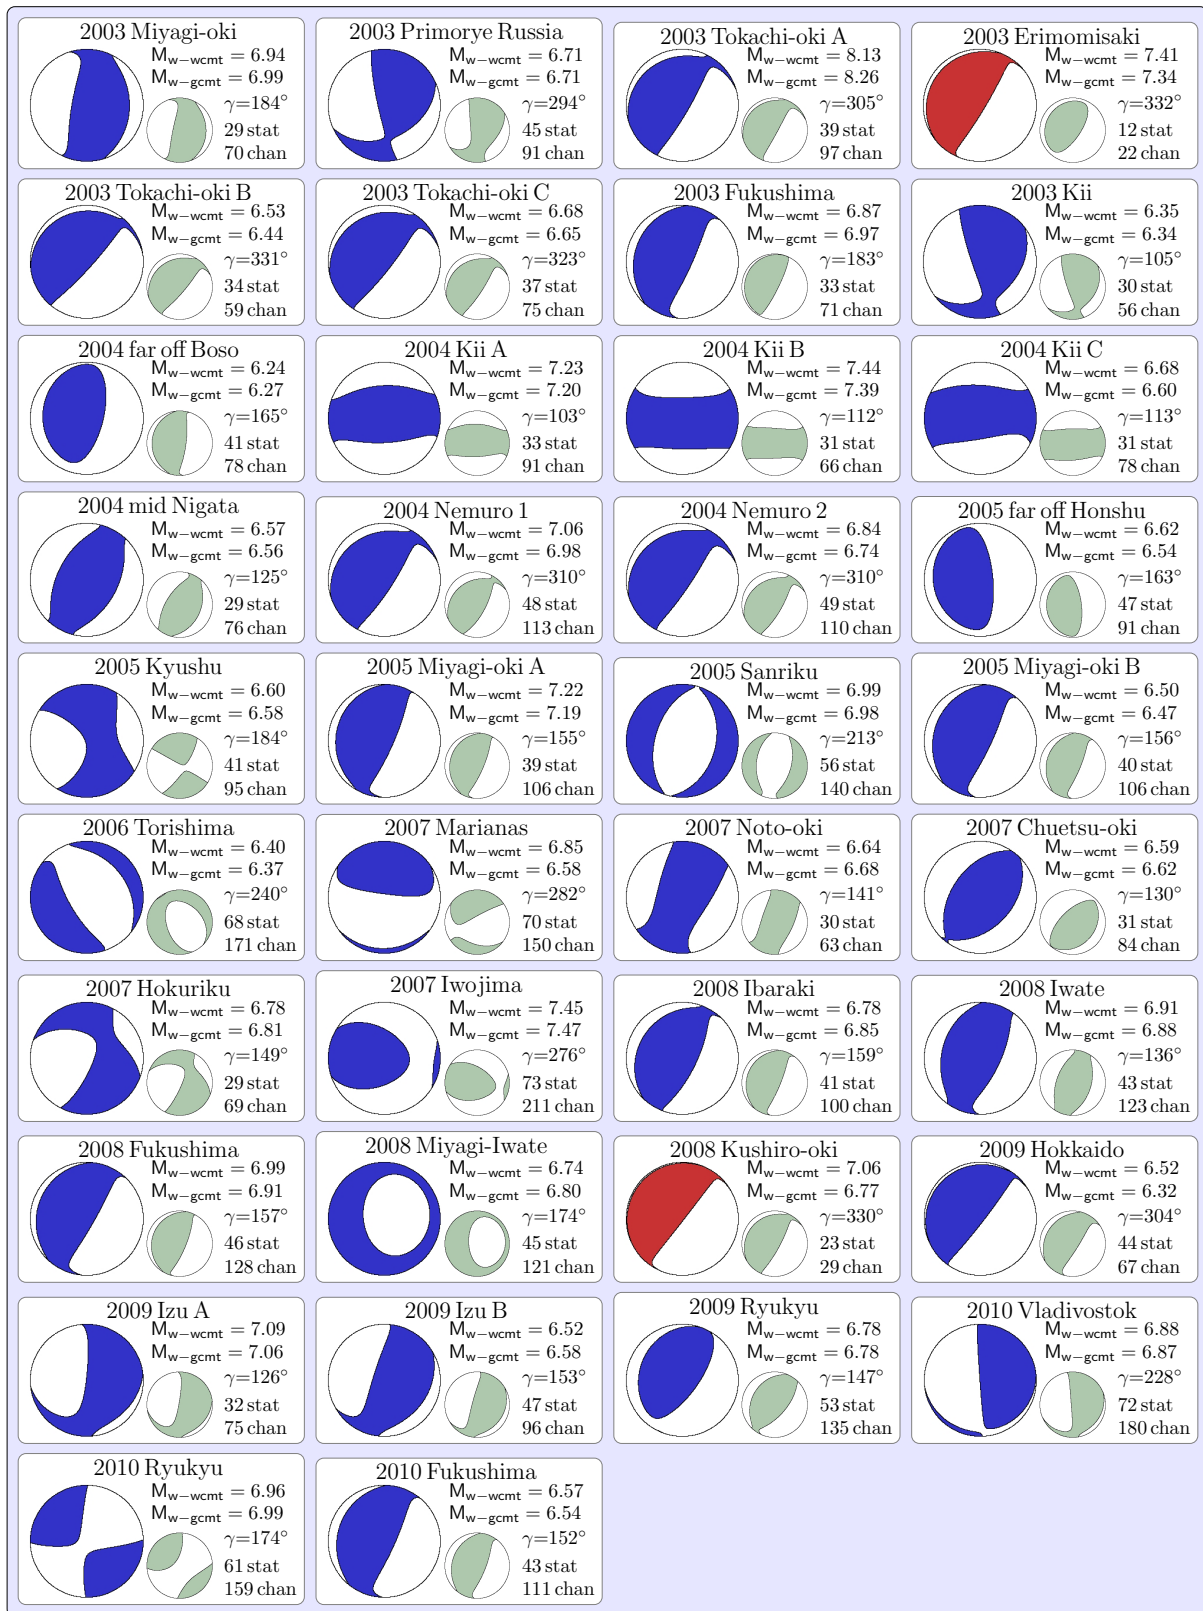 2003 Miyagi-oki
Mw−wcmt = 6.94
Mw−gcmt = 6.99
γ=184°
29 stat
70 chan
2003 Primorye Russia
Mw−wcmt = 6.71
Mw−gcmt = 6.71
γ=294°
45 stat
91 chan
2003 Tokachi-oki A
Mw−wcmt = 8.13
Mw−gcmt = 8.26
γ=305°
39 stat
97 chan
2003 Erimomisaki
Mw−wcmt = 7.41
Mw−gcmt = 7.34
γ=332°
12 stat
22 chan
2003 Tokachi-oki B
Mw−wcmt = 6.53
Mw−gcmt = 6.44
γ=331°
34 stat
59 chan
2003 Tokachi-oki C
Mw−wcmt = 6.68
Mw−gcmt = 6.65
γ=323°
37 stat
75 chan
2003 Fukushima
Mw−wcmt = 6.87
Mw−gcmt = 6.97
γ=183°
33 stat
71 chan
2003 Kii
Mw−wcmt = 6.35
Mw−gcmt = 6.34
γ=105°
30 stat
56 chan
2004 far off Boso
Mw−wcmt = 6.24
Mw−gcmt = 6.27
γ=165°
41 stat
78 chan
2004 Kii A
Mw−wcmt = 7.23
Mw−gcmt = 7.20
γ=103°
33 stat
91 chan
2004 Kii B
Mw−wcmt = 7.44
Mw−gcmt = 7.39
γ=112°
31 stat
66 chan
2004 Kii C
Mw−wcmt = 6.68
Mw−gcmt = 6.60
γ=113°
31 stat
78 chan
2004 mid Nigata
Mw−wcmt = 6.57
Mw−gcmt = 6.56
γ=125°
29 stat
76 chan
2004 Nemuro 1
Mw−wcmt = 7.06
Mw−gcmt = 6.98
γ=310°
48 stat
113 chan
2004 Nemuro 2
Mw−wcmt = 6.84
Mw−gcmt = 6.74
γ=310°
49 stat
110 chan
2005 far off Honshu
Mw−wcmt = 6.62
Mw−gcmt = 6.54
γ=163°
47 stat
91 chan
2005 Kyushu
Mw−wcmt = 6.60
Mw−gcmt = 6.58
γ=184°
41 stat
95 chan
2005 Miyagi-oki A
Mw−wcmt = 7.22
Mw−gcmt = 7.19
γ=155°
39 stat
106 chan
2005 Sanriku
Mw−wcmt = 6.99
Mw−gcmt = 6.98
γ=213°
56 stat
140 chan
2005 Miyagi-oki B
Mw−wcmt = 6.50
Mw−gcmt = 6.47
γ=156°
40 stat
106 chan
2006 Torishima
Mw−wcmt = 6.40
Mw−gcmt = 6.37
γ=240°
68 stat
171 chan
2007 Marianas
Mw−wcmt = 6.85
Mw−gcmt = 6.58
γ=282°
70 stat
150 chan
2007 Noto-oki
Mw−wcmt = 6.64
Mw−gcmt = 6.68
γ=141°
30 stat
63 chan
2007 Chuetsu-oki
Mw−wcmt = 6.59
Mw−gcmt = 6.62
γ=130°
31 stat
84 chan
2007 Hokuriku
Mw−wcmt = 6.78
Mw−gcmt = 6.81
γ=149°
29 stat
69 chan
2007 Iwojima
Mw−wcmt = 7.45
Mw−gcmt = 7.47
γ=276°
73 stat
211 chan
2008 Ibaraki
Mw−wcmt = 6.78
Mw−gcmt = 6.85
γ=159°
41 stat
100 chan
2008 Iwate
Mw−wcmt = 6.91
Mw−gcmt = 6.88
γ=136°
43 stat
123 chan
2008 Fukushima
Mw−wcmt = 6.99
Mw−gcmt = 6.91
γ=157°
46 stat
128 chan
2008 Miyagi-Iwate
Mw−wcmt = 6.74
Mw−gcmt = 6.80
γ=174°
45 stat
121 chan
2008 Kushiro-oki
Mw−wcmt = 7.06
Mw−gcmt = 6.77
γ=330°
23 stat
29 chan
2009 Hokkaido
Mw−wcmt = 6.52
Mw−gcmt = 6.32
γ=304°
44 stat
67 chan
2009 Izu A
Mw−wcmt = 7.09
Mw−gcmt = 7.06
γ=126°
32 stat
75 chan
2009 Izu B
Mw−wcmt = 6.52
Mw−gcmt = 6.58
γ=153°
47 stat
96 chan
2009 Ryukyu
Mw−wcmt = 6.78
Mw−gcmt = 6.78
γ=147°
53 stat
135 chan
2010 Vladivostok
Mw−wcmt = 6.88
Mw−gcmt = 6.87
γ=228°
72 stat
180 chan
2010 Ryukyu
Mw−wcmt = 6.96
Mw−gcmt = 6.99
γ=174°
61 stat
159 chan
2010 Fukushima
Mw−wcmt = 6.57
Mw−gcmt = 6.54
γ=152°
43 stat
111 chan